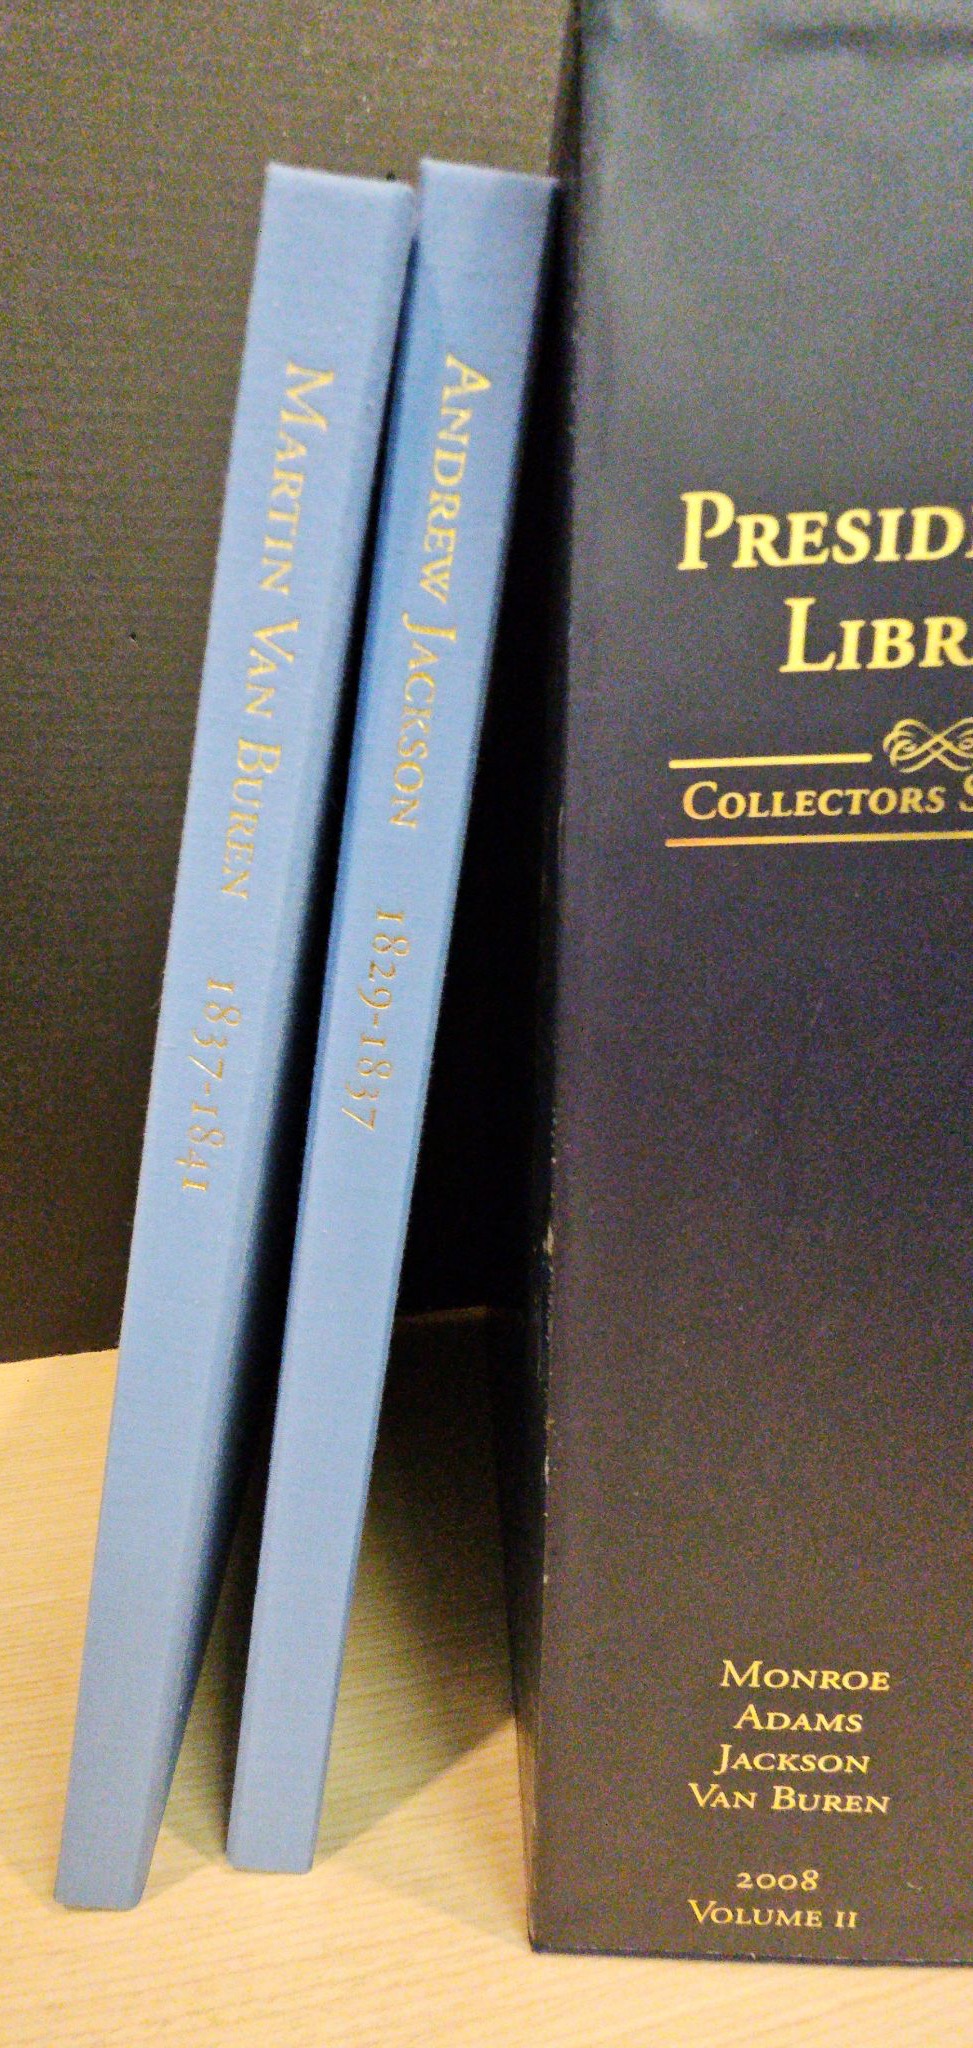 MARTIN VAN BUREN 1837-1841
ANDREW JACKSON 1829-1837
PRESID
LIBR
COLLECTORS S
MONROE
ADAMS
JACKSON
VAN BUREN
2008
VOLUME II